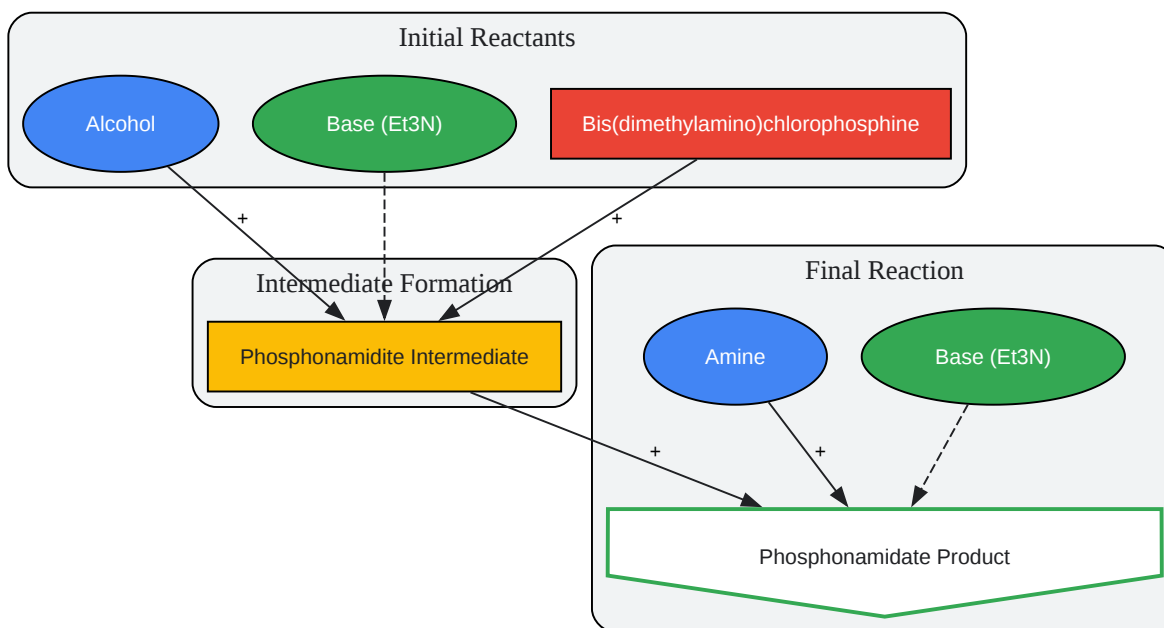 Initial Reactants
Alcohol
Base (Et3N)
Bis(dimethylamino)chlorophosphine
+
+
Intermediate Formation
Phosphonamidite Intermediate
Final Reaction
Amine
Base (Et3N)
+
+
Phosphonamidate Product